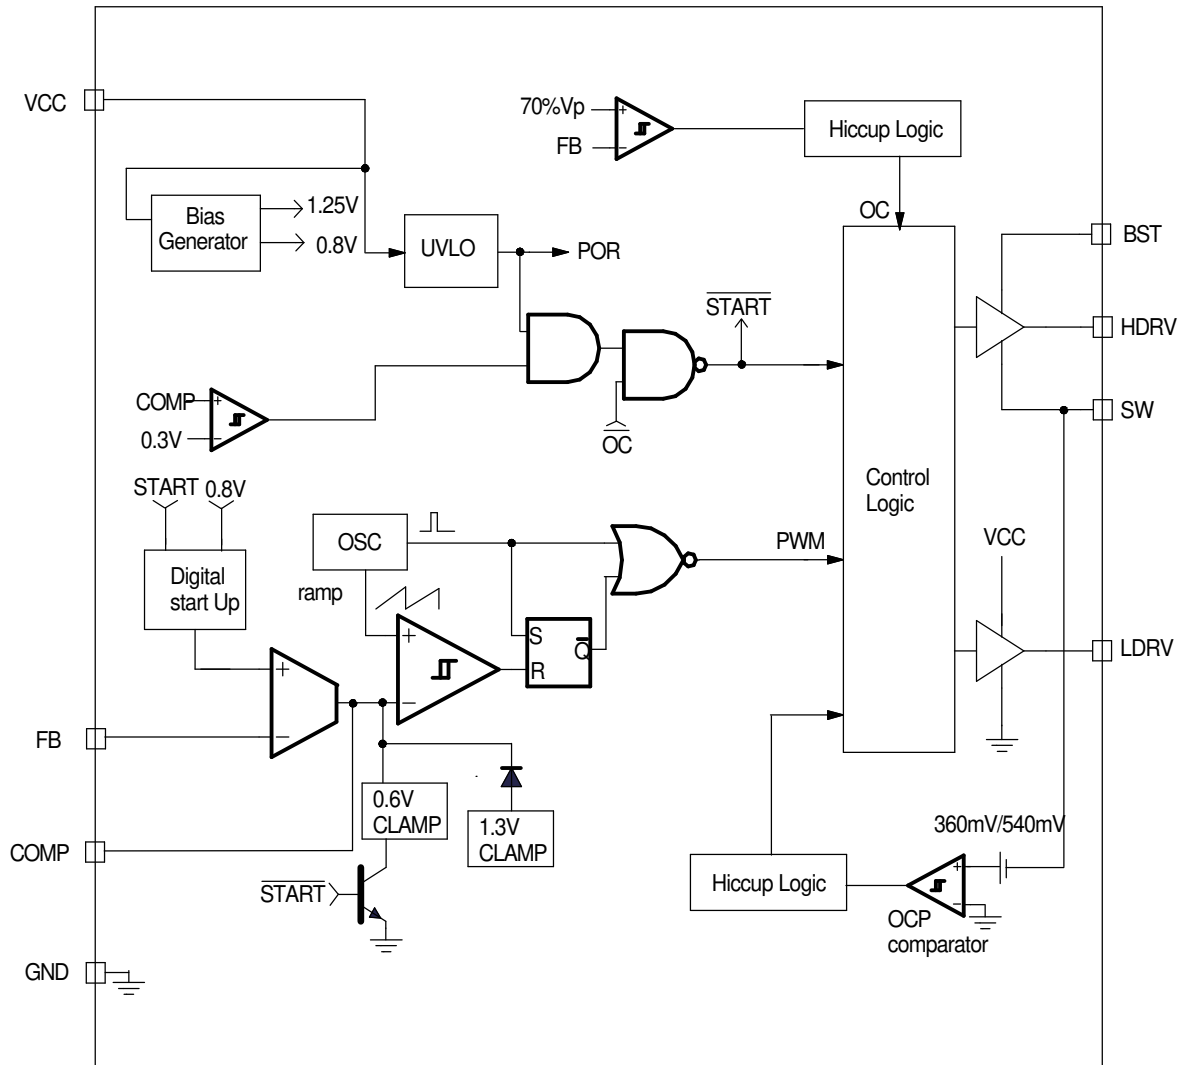 VCC
70%Vp
+
FB
−
Hiccup Logic
OC
Bias
Generator
1.25V
0.8V
UVLO
POR
BST
START
HDRV
COMP
+
0.3V
−
OC
SW
START
0.8V
Control
Logic
OSC
PWM
VCC
Digital
start Up
ramp
+
S
Q
R
+
−
−
LDRV
FB
0.6V
CLAMP
1.3V
CLAMP
360mV/540mV
COMP
Hiccup Logic
+
−
START
OCP
comparator
GND